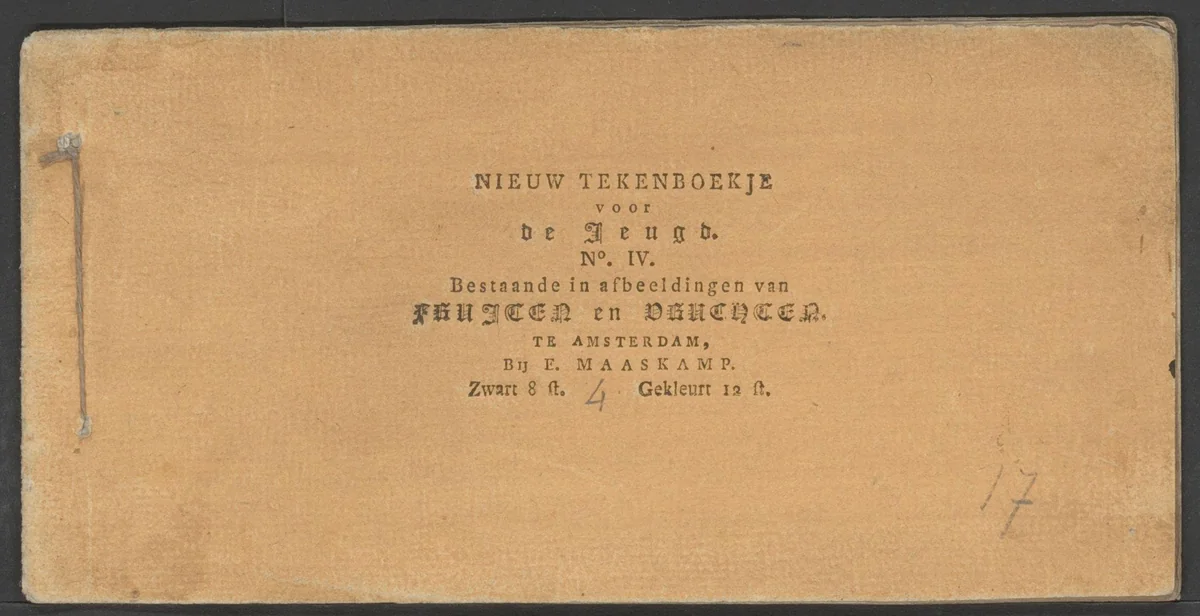 NIEUW TEKENBOEKJE
voor
de Jeugd.
Nº. IV.
Bestaande in afbeeldingen van
FRUITEN en VRUCHTEN.
TE AMSTERDAM,
Bij E. MAASKAMP.
Zwart 8 ſt. 4 Gekleurt 12 ſt.
17